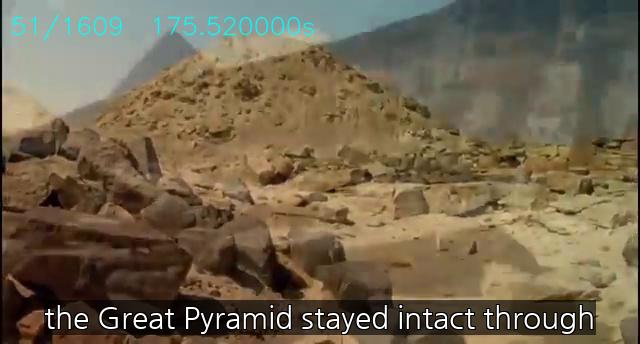 51/1609 175.520000s
the Great Pyramid stayed intact through